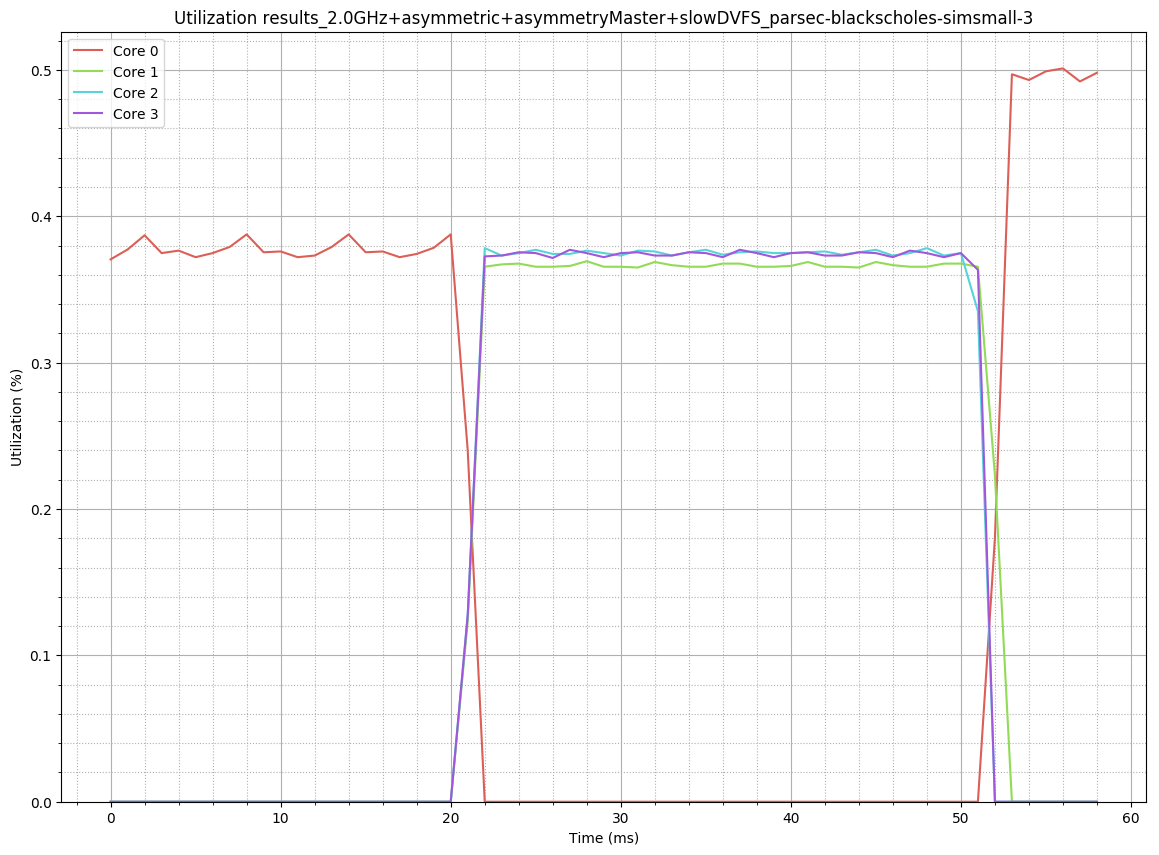 Utilization results_2.0GHz+asymmetric+asymmetryMaster+slowDVFS_parsec-blackscholes-simsmall-3
Core 0
Core 1
Core 2
Core 3
0.5
0.4
0.3
0.2
0.1
0.0
Utilization (%)
0 10 20 30 40 50 60
Time (ms)